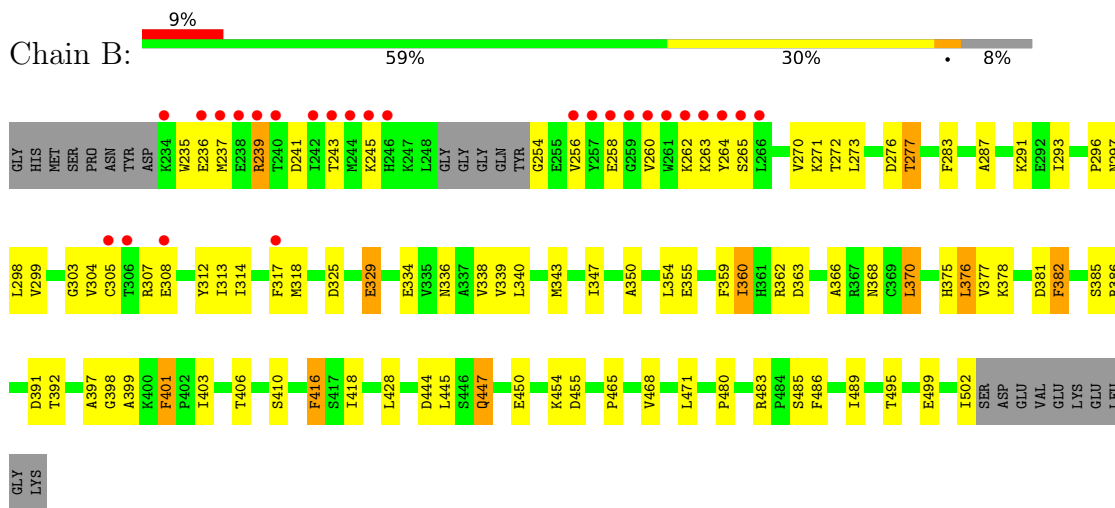 9%
Chain B:
59% 30% • 8%
GLY HIS MET SER PRO ASN TYR ASP K234 W235 E236 M237 E238 R239 T240 D241 I242 T243 M244 K245 H246 K247 L248 GLY GLY GLY GLN TYR G254 E255 V256 Y257 E258 G259 V260 W261 K262 K263 Y264 S265 L266 V270 K271 T272 L273 D276 T277 F283 A287 K291 E292 I293 P296 N297
L298 V299 G303 V304 C305 T306 R307 E308 Y312 I313 I314 F317 M318 D325 E329 E334 V335 N336 A337 V338 V339 L340 M343 I347 A350 L354 E355 F359 I360 H361 R362 D363 A366 R367 N368 C369 L370 H375 L376 V377 K378 D381 F382 S385 R386
D391 T392 A397 G398 A399 K400 F401 P402 I403 T406 S410 F416 S417 I418 L428 D444 L445 S446 Q447 E450 K454 D455 P465 V468 L471 P480 R483 P484 S485 F486 I489 T495 E499 I502 SER ASP GLU VAL GLU LYS GLU LEU
GLY LYS